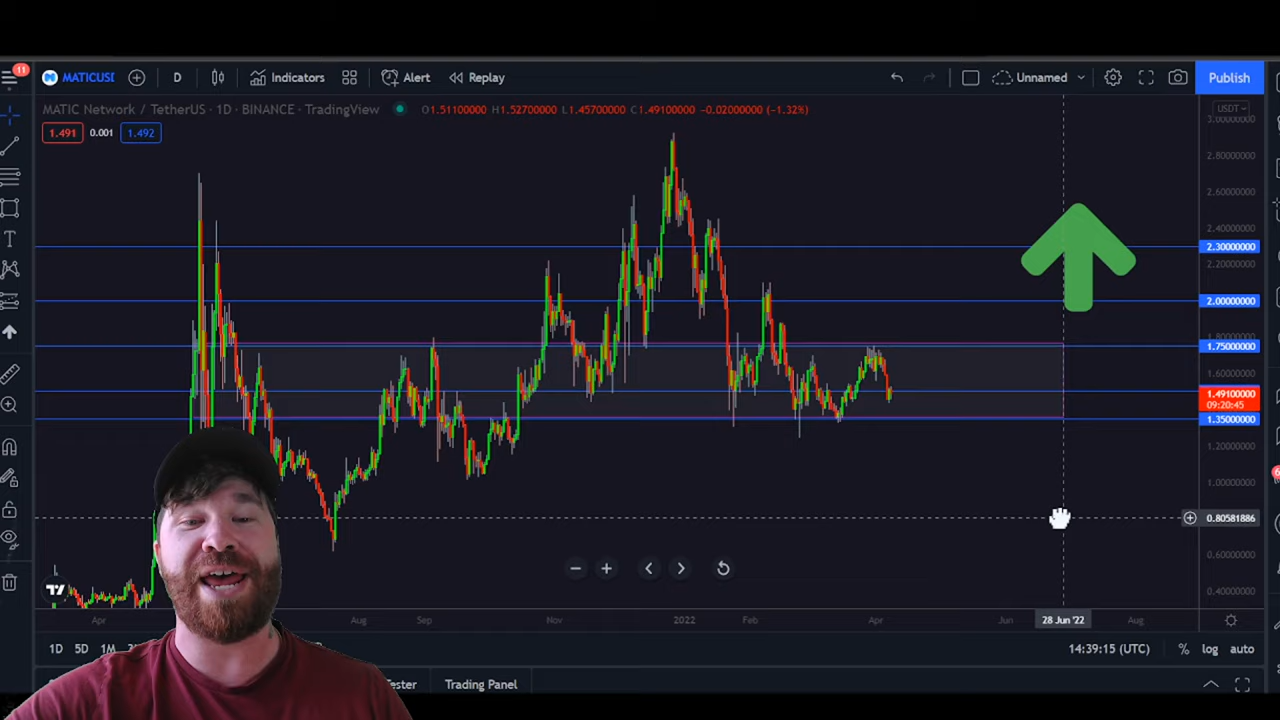 11
MATICUSD
D
Indicators
Alert
Replay
Unnamed
Publish
MATIC Network / TetherUS · 1D · BINANCE · TradingView
O1.51100000 H1.52700000 L1.45700000 C1.49100000 -0.02000000 (-1.32%)
USDT
1.491 0.001 1.492
3.00000000
2.80000000
2.60000000
2.40000000
2.30000000
2.20000000
2.00000000
1.75000000
1.60000000
1.49100000
09:20:45
1.35000000
1.20000000
1.00000000
0.80581886
0.60000000
0.40000000
Apr Aug Sep Nov 2022 Feb Apr Jun 28 Jun '22 Aug
1D 5D 1M
14:39:15 (UTC) % log auto
Trading Panel